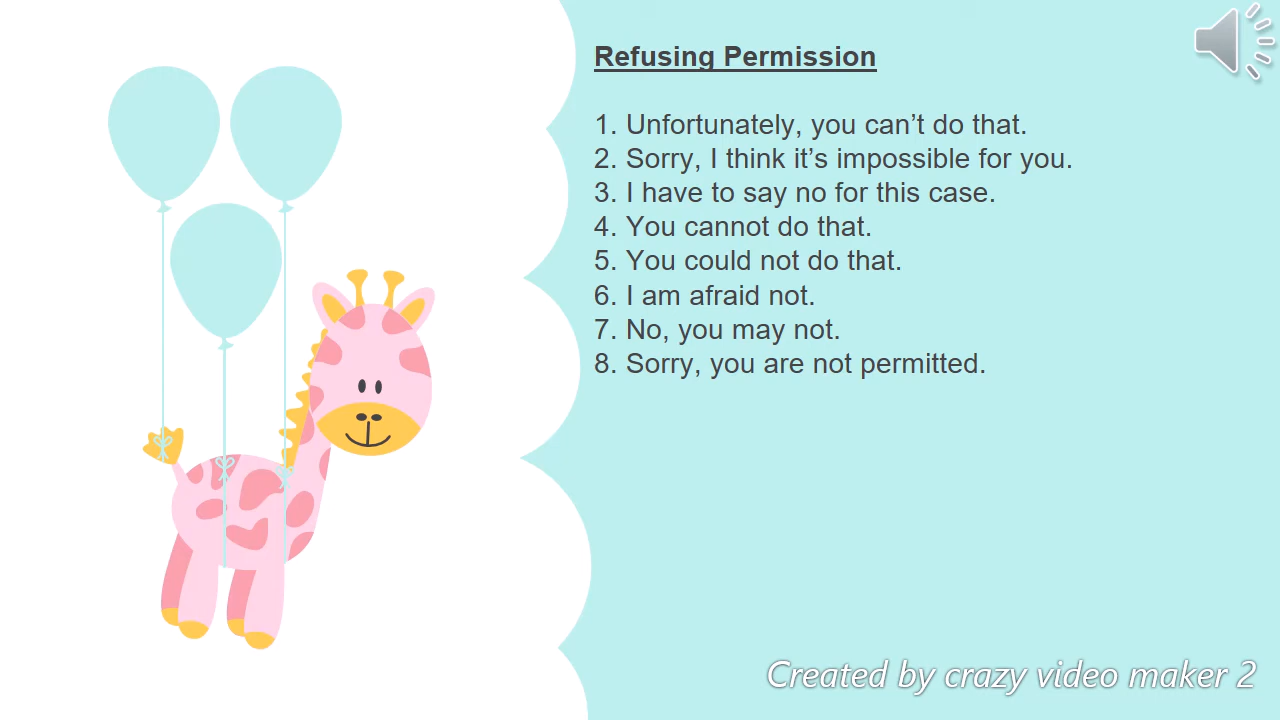 Refusing Permission
1. Unfortunately, you can’t do that.
2. Sorry, I think it’s impossible for you.
3. I have to say no for this case.
4. You cannot do that.
5. You could not do that.
6. I am afraid not.
7. No, you may not.
8. Sorry, you are not permitted.
Created by crazy video maker 2